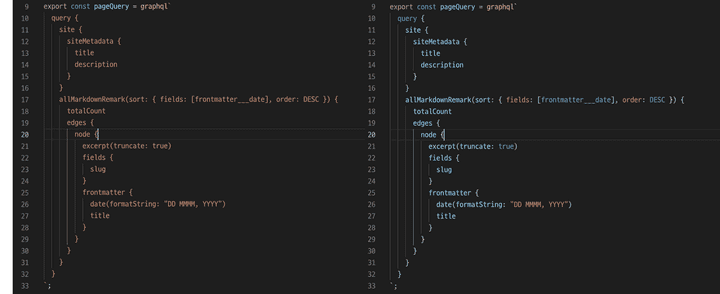 9 export const pageQuery = graphql`
10 query {
11 site {
12 siteMetadata {
13 title
14 description
15 }
16 }
17 allMarkdownRemark(sort: { fields: [frontmatter___date], order: DESC }) {
18 totalCount
19 edges {
20 node {
21 excerpt(truncate: true)
22 fields {
23 slug
24 }
25 frontmatter {
26 date(formatString: "DD MMMM, YYYY")
27 title
28 }
29 }
30 }
31 }
32 }
33 `;
9 export const pageQuery = graphql`
10 query {
11 site {
12 siteMetadata {
13 title
14 description
15 }
16 }
17 allMarkdownRemark(sort: { fields: [frontmatter___date], order: DESC }) {
18 totalCount
19 edges {
20 node {
21 excerpt(truncate: true)
22 fields {
23 slug
24 }
25 frontmatter {
26 date(formatString: "DD MMMM, YYYY")
27 title
28 }
29 }
30 }
31 }
32 }
33 `;